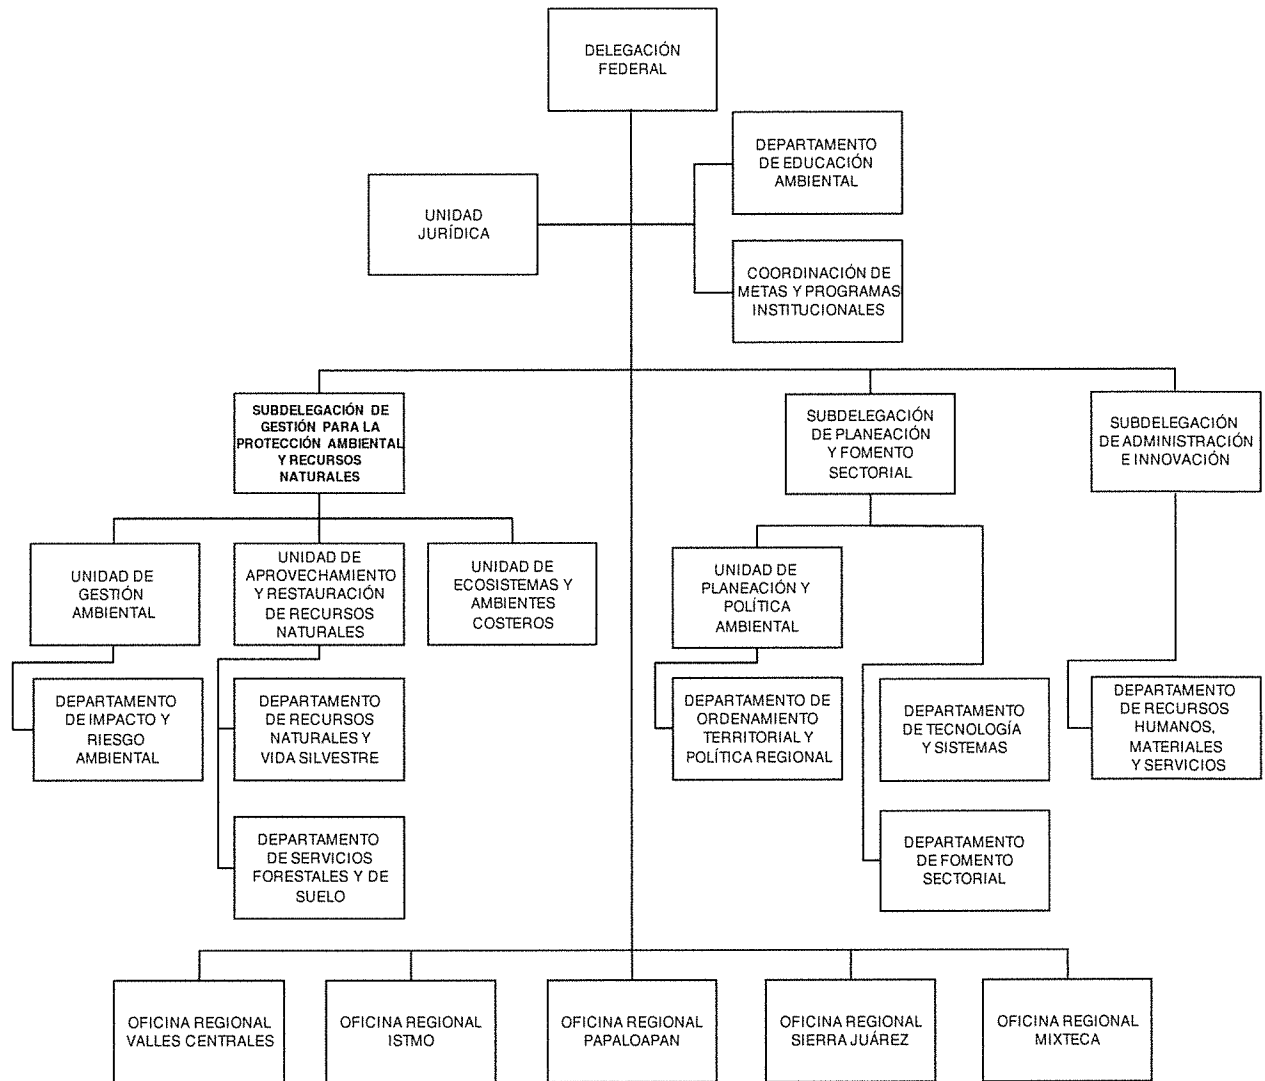 DELEGACIÓN
FEDERAL
DEPARTAMENTO
DE EDUCACIÓN
AMBIENTAL
UNIDAD
JURÍDICA
COORDINACIÓN DE
METAS Y PROGRAMAS
INSTITUCIONALES
SUBDELEGACIÓN DE
GESTIÓN PARA LA
PROTECCIÓN AMBIENTAL
Y RECURSOS
NATURALES
SUBDELEGACIÓN
DE PLANEACIÓN
Y FOMENTO
SECTORIAL
SUBDELEGACIÓN
DE ADMINISTRACIÓN
E INNOVACIÓN
UNIDAD DE
GESTIÓN
AMBIENTAL
UNIDAD DE
APROVECHAMIENTO
Y RESTAURACIÓN
DE RECURSOS
NATURALES
UNIDAD DE
ECOSISTEMAS Y
AMBIENTES
COSTEROS
UNIDAD DE
PLANEACIÓN Y
POLÍTICA
AMBIENTAL
DEPARTAMENTO
DE IMPACTO Y
RIESGO
AMBIENTAL
DEPARTAMENTO
DE RECURSOS
NATURALES Y
VIDA SILVESTRE
DEPARTAMENTO DE
ORDENAMIENTO
TERRITORIAL Y
POLÍTICA REGIONAL
DEPARTAMENTO
DE TECNOLOGÍA
Y SISTEMAS
DEPARTAMENTO
DE RECURSOS
HUMANOS,
MATERIALES
Y SERVICIOS
DEPARTAMENTO
DE SERVICIOS
FORESTALES Y DE
SUELO
DEPARTAMENTO
DE FOMENTO
SECTORIAL
OFICINA REGIONAL
VALLES CENTRALES
OFICINA REGIONAL
ISTMO
OFICINA REGIONAL
PAPALOAPAN
OFICINA REGIONAL
SIERRA JUÁREZ
OFICINA REGIONAL
MIXTECA